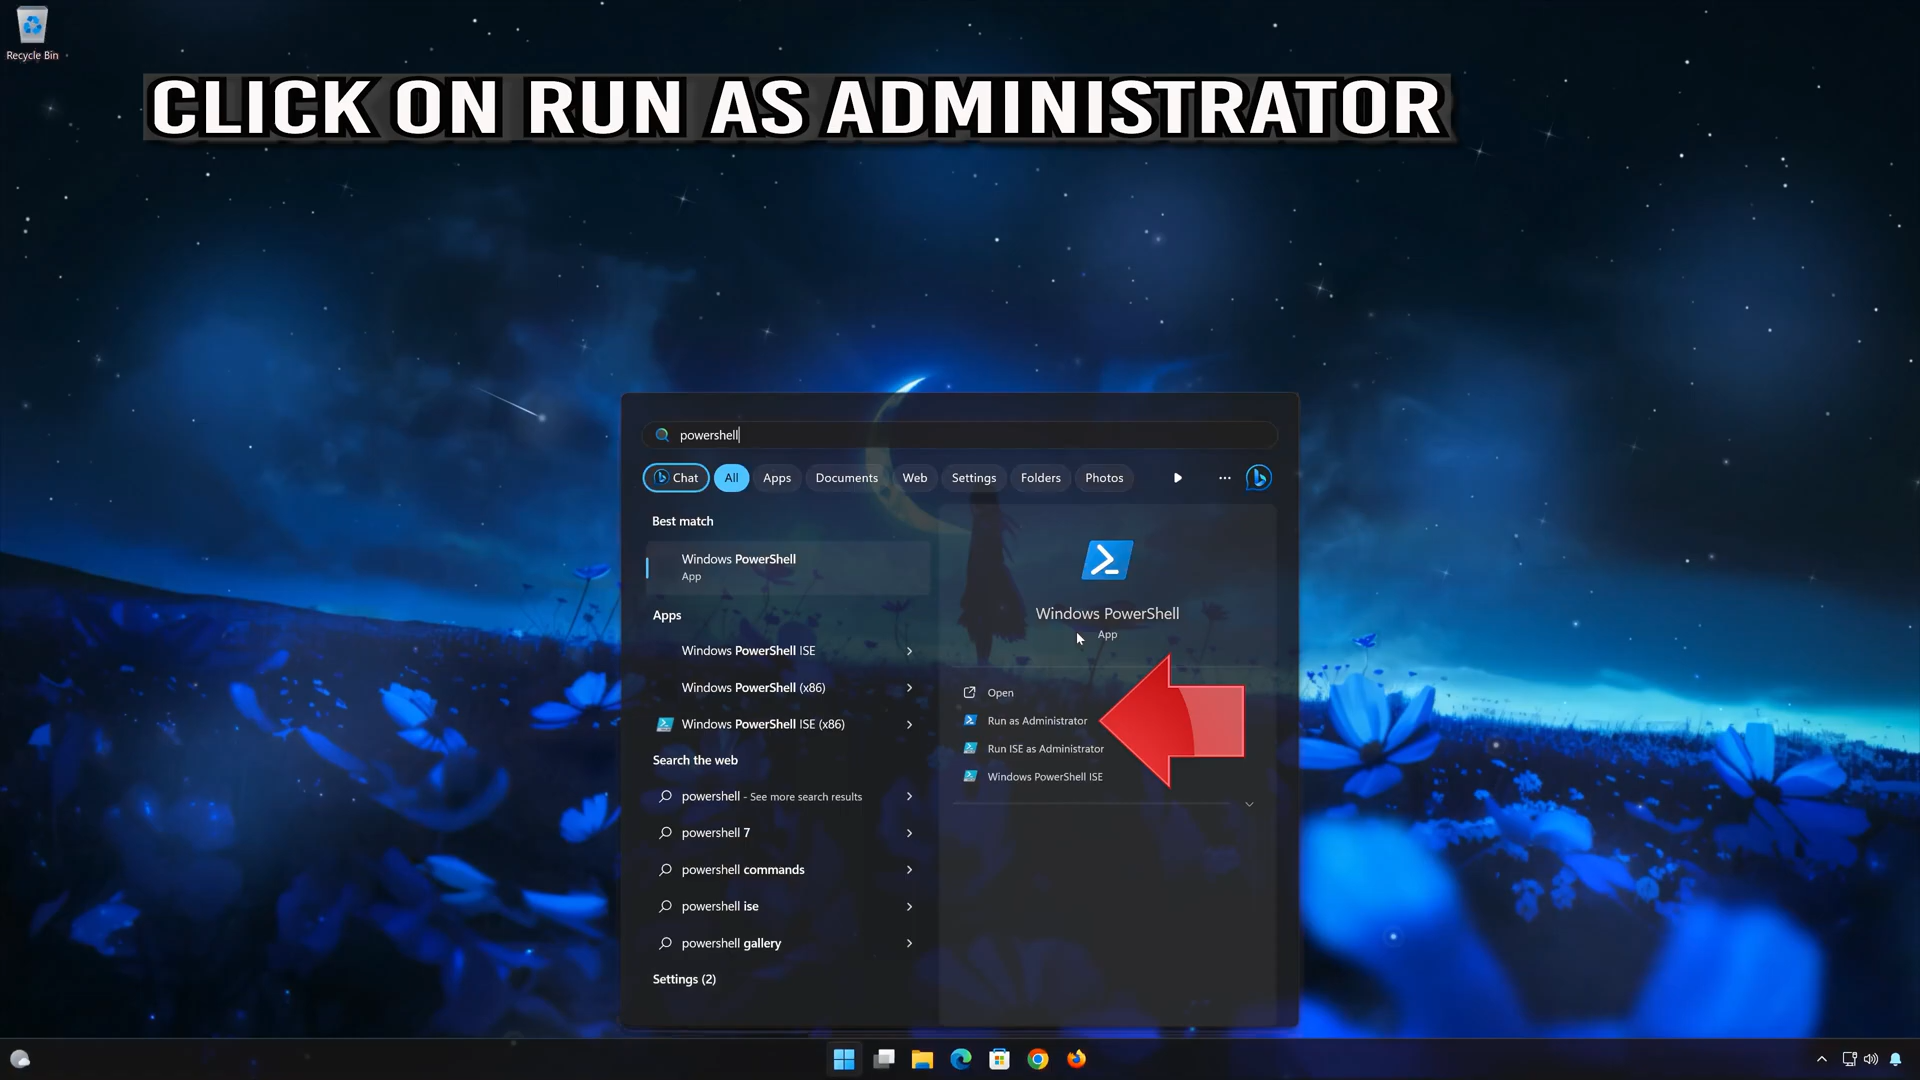 Recycle Bin
CLICK ON RUN AS ADMINISTRATOR
powershell
Chat
All
Apps
Documents
Web
Settings
Folders
Photos
Best match
Windows PowerShell
App
Apps
Windows PowerShell ISE
Windows PowerShell (x86)
Windows PowerShell ISE (x86)
Search the web
powershell - See more search results
powershell 7
powershell commands
powershell ise
powershell gallery
Settings (2)
Windows PowerShell
App
Open
Run as Administrator
Run ISE as Administrator
Windows PowerShell ISE